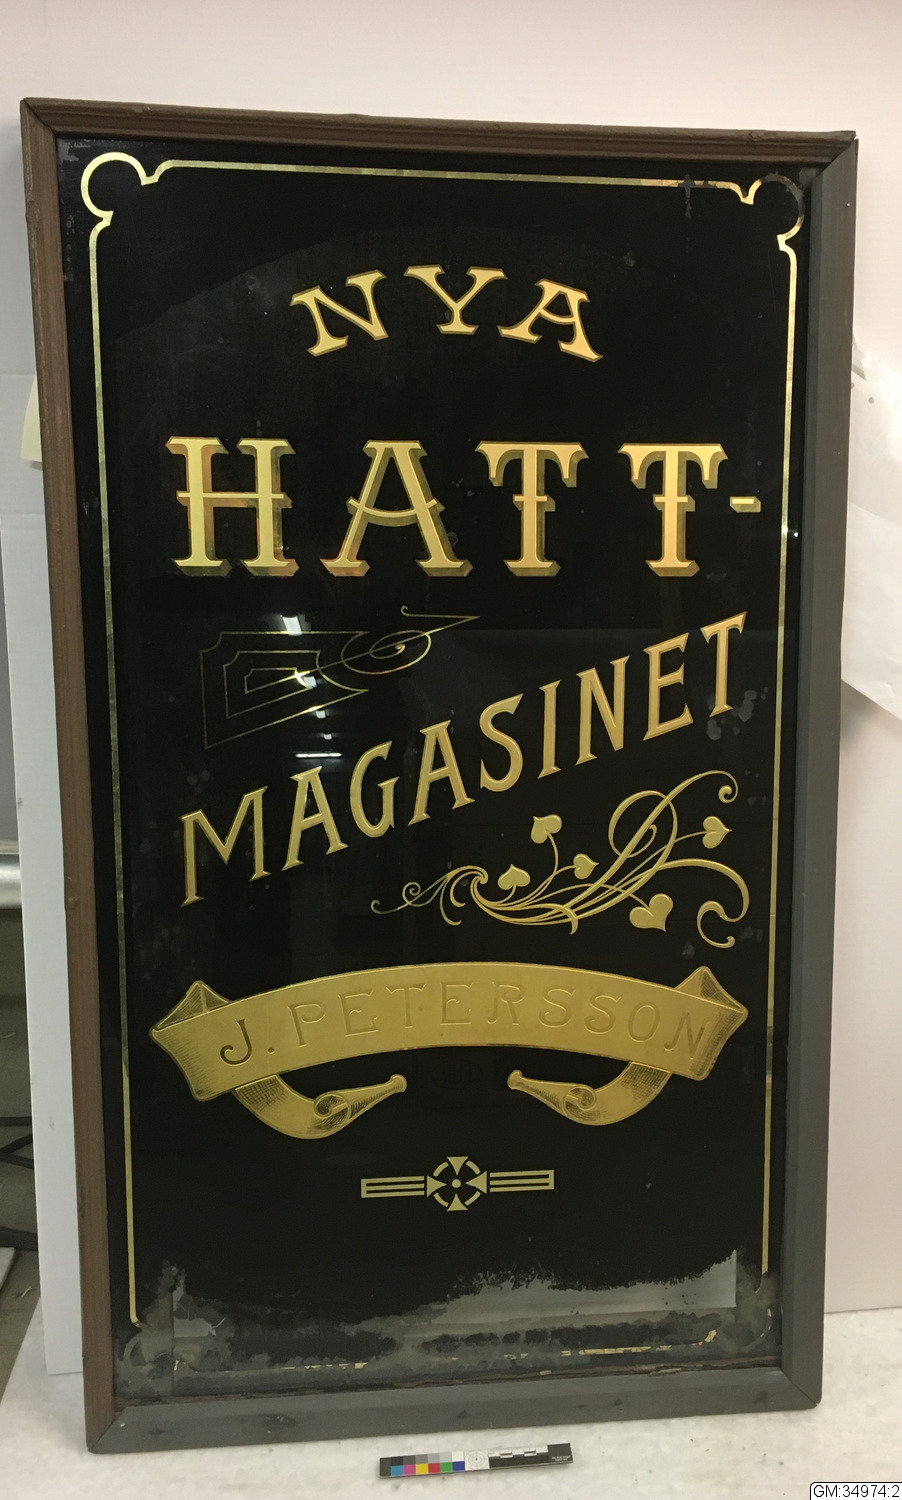 NYA
HATT-
MAGASINET
J. PETERSSON
GM:34974:2